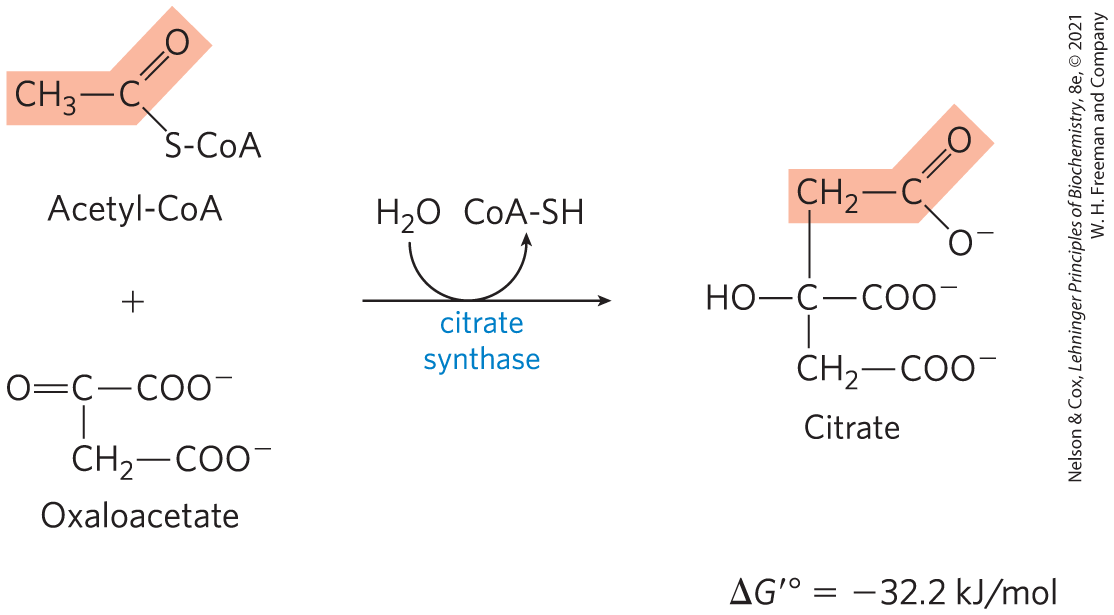 O
CH₃—C
S-CoA
Acetyl-CoA
+
O=C—COO⁻
CH₂—COO⁻
Oxaloacetate
H₂O CoA-SH
citrate
synthase
O
CH₂—C
O⁻
HO—C—COO⁻
CH₂—COO⁻
Citrate
ΔG′° = −32.2 kJ/mol
Nelson & Cox, Lehninger Principles of Biochemistry, 8e, © 2021
W. H. Freeman and Company